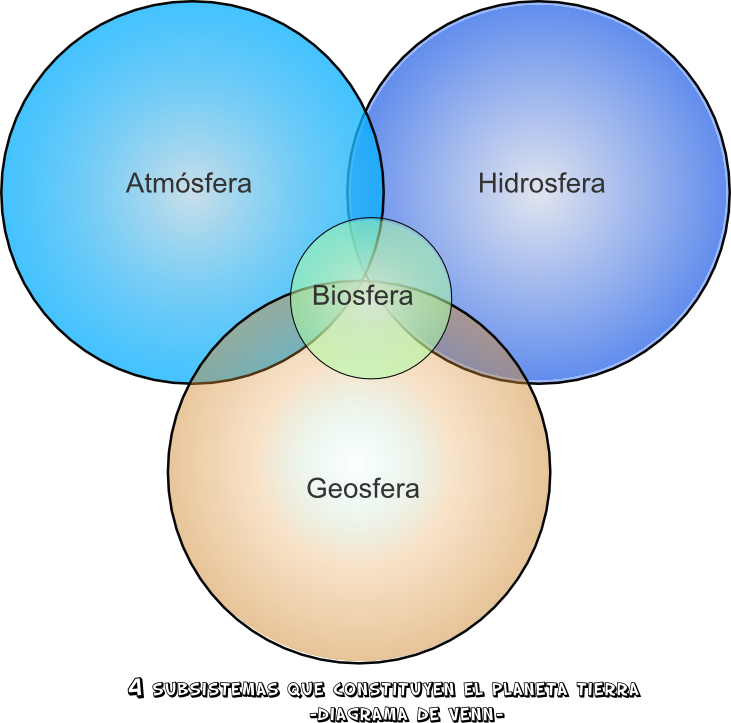 Atmósfera
Hidrosfera
Biosfera
Geosfera
4 SUBSISTEMAS QUE CONSTITUYEN EL PLANETA TIERRA
-DIAGRAMA DE VENN-